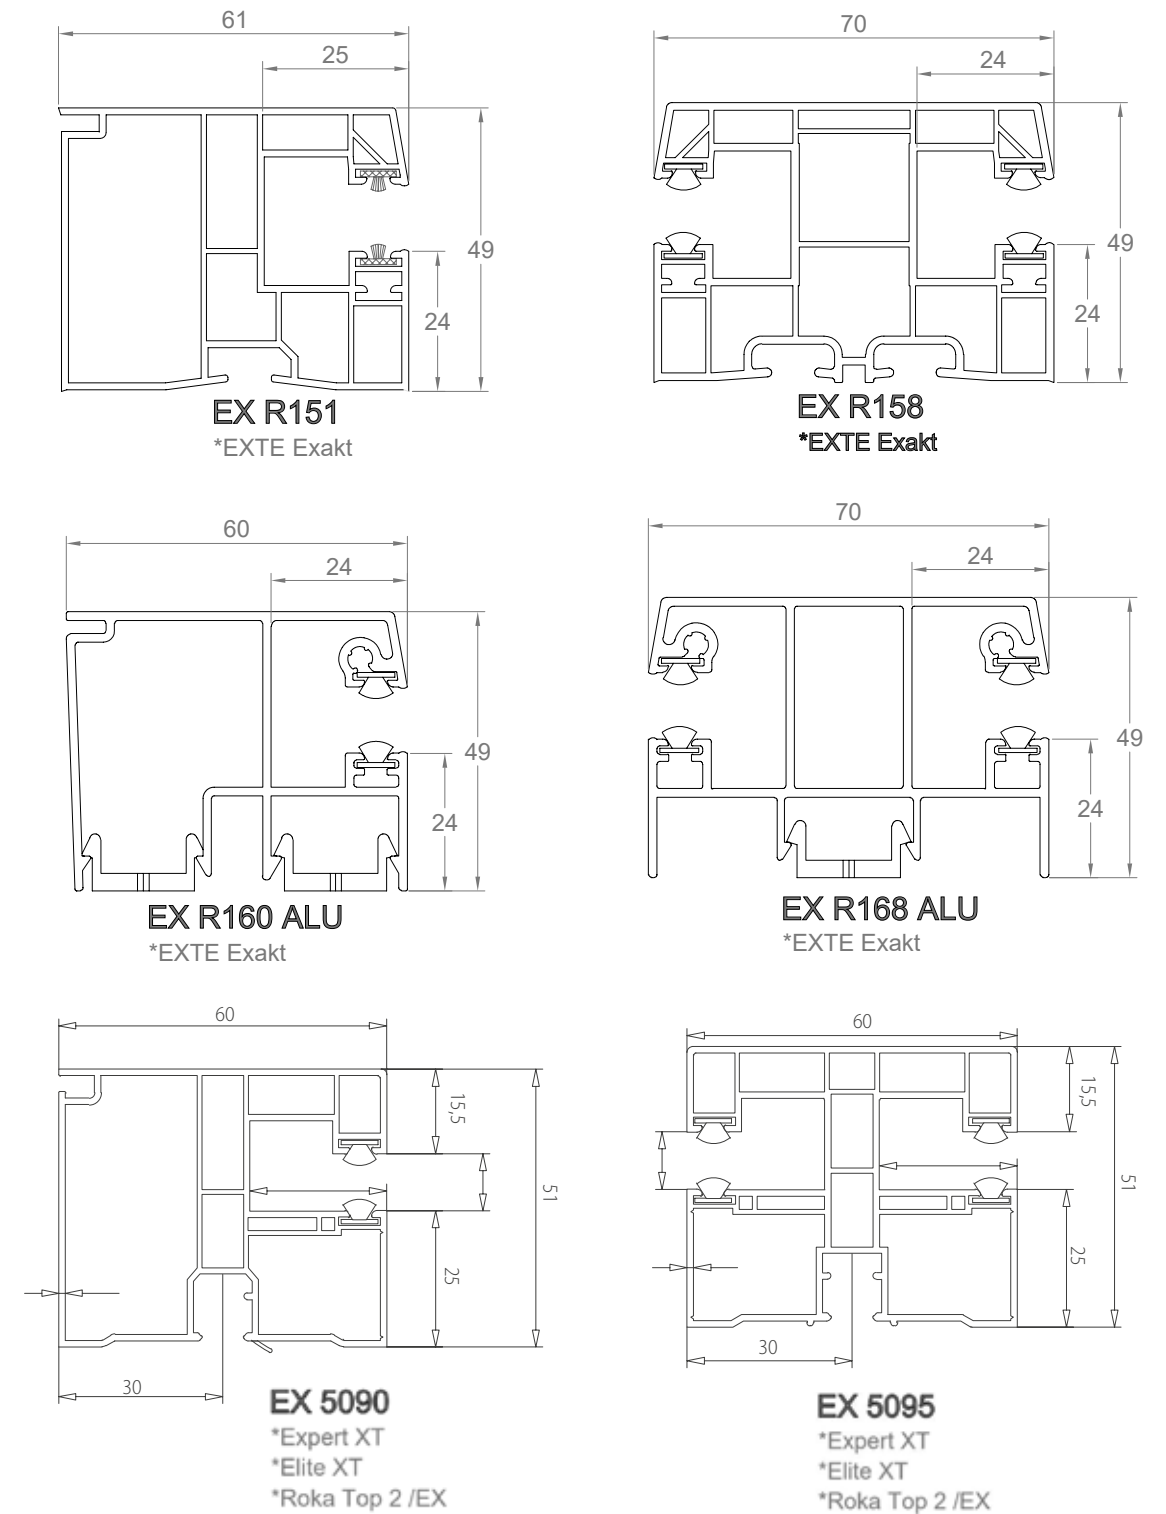 61
25
49
24
EX R151
*EXTE Exakt
70
24
49
24
EX R158
*EXTE Exakt
60
24
49
24
EX R160 ALU
*EXTE Exakt
70
24
49
24
EX R168 ALU
*EXTE Exakt
60
15,5
51
25
30
EX 5090
*Expert XT
*Elite XT
*Roka Top 2 /EX
60
15,5
51
25
30
EX 5095
*Expert XT
*Elite XT
*Roka Top 2 /EX